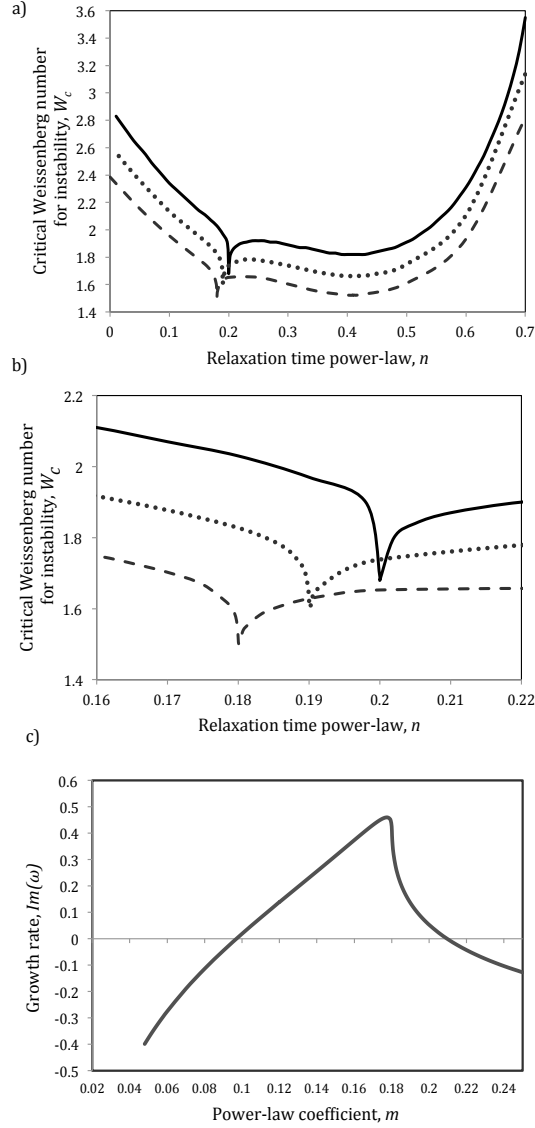 a)
3.6
3.4
3.2
3
2.8
2.6
2.4
2.2
2
1.8
1.6
1.4
Critical Weissenberg number
for instability, W_c
0 0.1 0.2 0.3 0.4 0.5 0.6 0.7
Relaxation time power-law, n
b)
2.2
2
1.8
1.6
1.4
Critical Weissenberg number
for instability, W_c
0.16 0.17 0.18 0.19 0.2 0.21 0.22
Relaxation time power-law, n
c)
0.6
0.5
0.4
0.3
0.2
0.1
0
-0.1
-0.2
-0.3
-0.4
-0.5
Growth rate, Im(ω)
0.02 0.04 0.06 0.08 0.1 0.12 0.14 0.16 0.18 0.2 0.22 0.24
Power-law coefficient, m